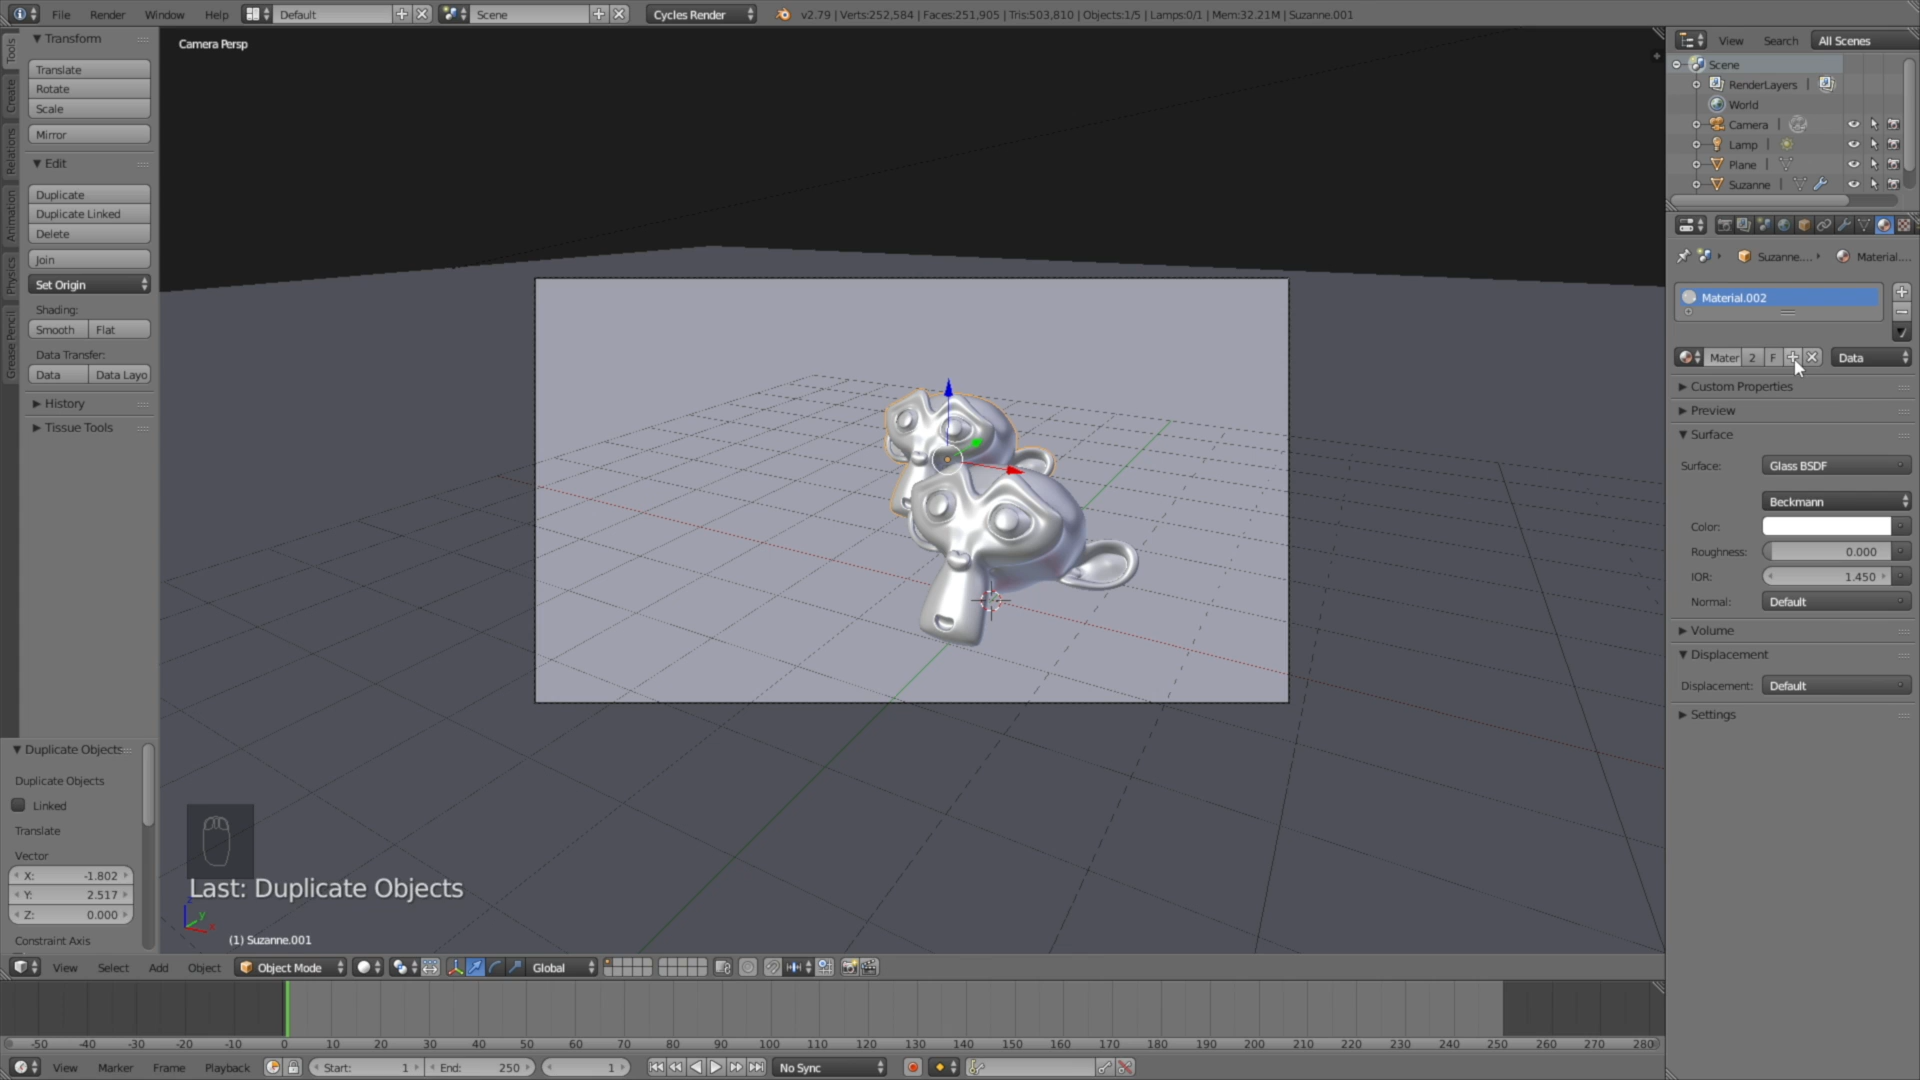 File Render Window Help Default Scene Cycles Render v2.79 | Verts:252,584 | Faces:251,905 | Tris:503,810 | Objects:1/5 | Lamps:0/1 | Mem:32.21M | Suzanne.001
Tools
Create
Relations
Animation
Physics
Grease Pencil
Transform
Translate
Rotate
Scale
Mirror
Edit
Duplicate
Duplicate Linked
Delete
Join
Set Origin
Shading:
Smooth Flat
Data Transfer:
Data Data Layo
History
Tissue Tools
Duplicate Objects
Duplicate Objects
Linked
Translate
Vector
X: -1.802
Y: 2.517
Z: 0.000
Constraint Axis
Camera Persp
Last: Duplicate Objects
z
y
x
(1) Suzanne.001
View Search All Scenes
Scene
RenderLayers |
World
Camera |
Lamp |
Plane |
Suzanne |
Suzanne.... Material....
Material.002
Mater 2 F Data
Custom Properties
Preview
Surface
Surface: Glass BSDF
Beckmann
Color:
Roughness: 0.000
IOR: 1.450
Normal: Default
Volume
Displacement
Displacement: Default
Settings
View Select Add Object Object Mode Global
-50 -40 -30 -20 -10 0 10 20 30 40 50 60 70 80 90 100 110 120 130 140 150 160 170 180 190 200 210 220 230 240 250 260 270 280
View Marker Frame Playback Start: 1 End: 250 1 No Sync